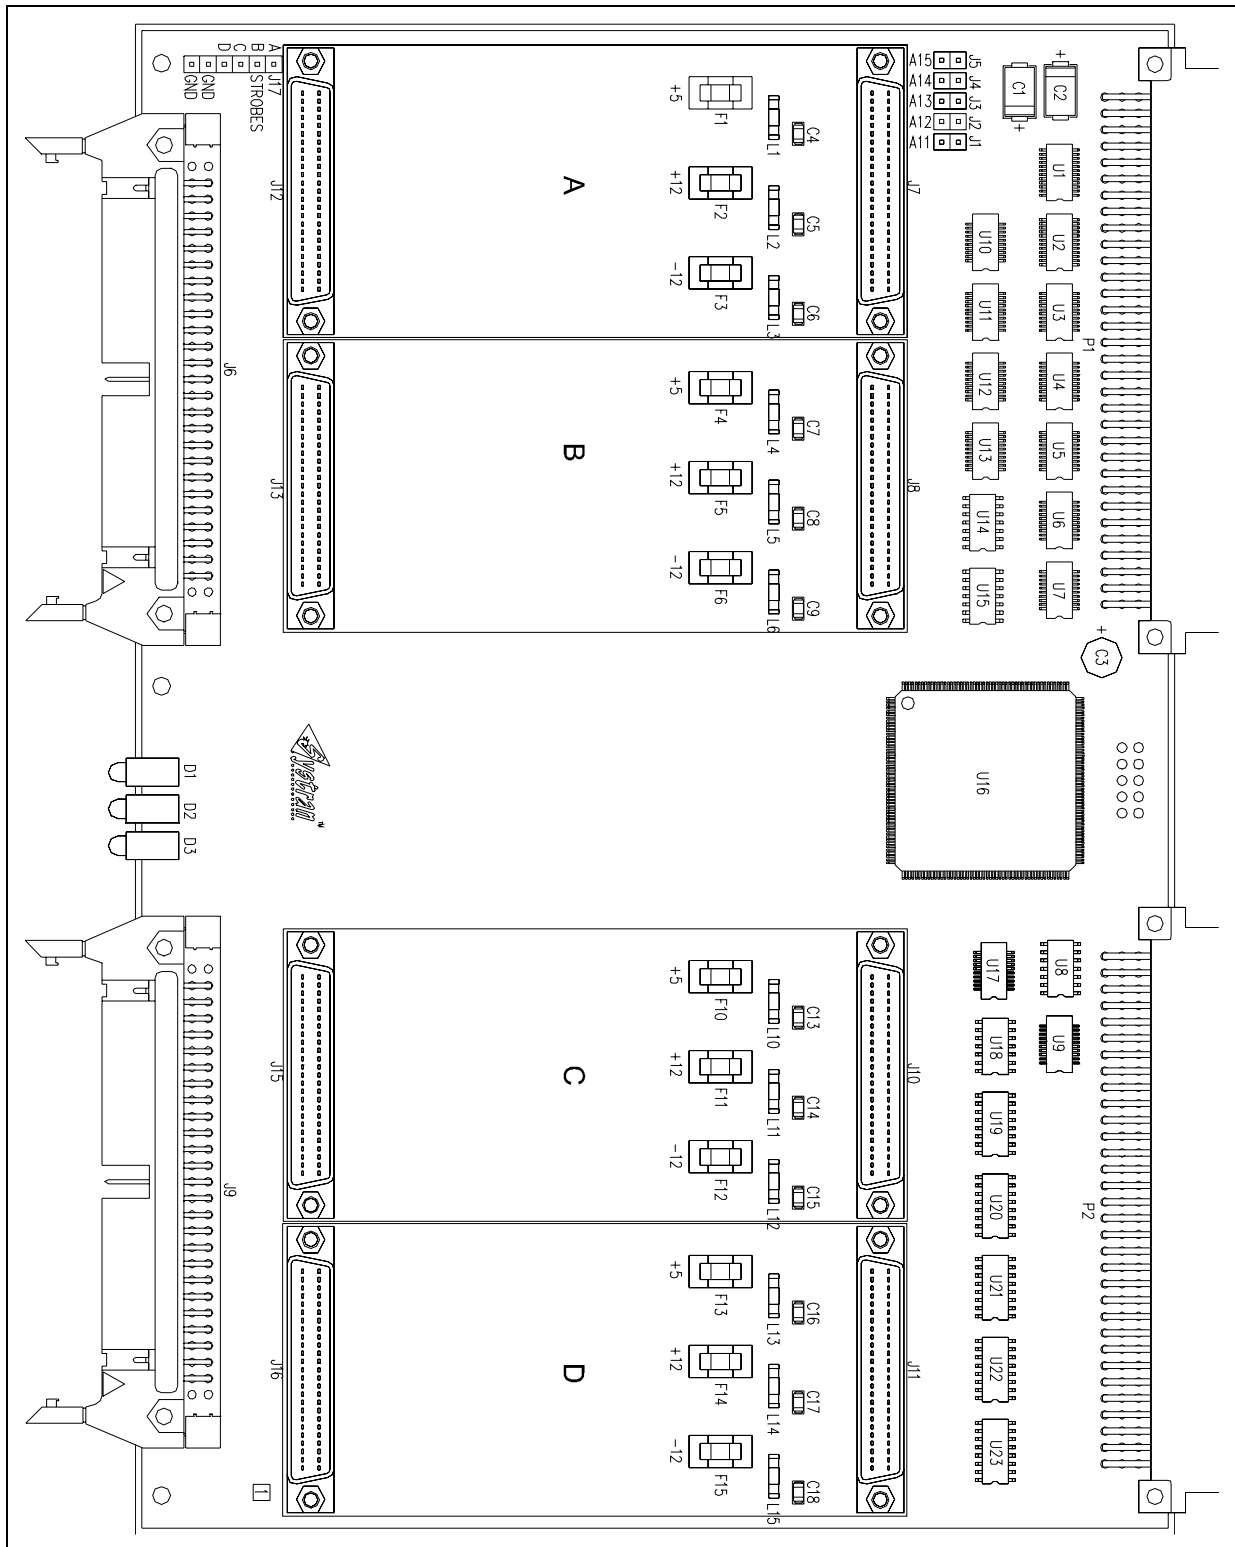 A
B
C
D
J17
STROBES
GND
GND
J12
+5
F1
L1
C4
A
+12
F2
L2
C5
-12
F3
L3
C6
J7
A15 J5
A14 J4
A13 J3
A12 J2
A11 J1
C1
+
C2
+
U1
U2
U3
U4
U5
U6
U7
U10
U11
U12
U13
U14
U15
P1
J6
J13
B
+5
F4
L4
C7
+12
F5
L5
C8
-12
F6
L6
C9
J8
C3
+
D1
D2
D3
Systran
TM
U16
J15
C
+5
F10
L10
C13
+12
F11
L11
C14
-12
F12
L12
C15
J10
U17
U18
U19
U20
U21
U22
U23
U8
U9
P2
J9
J16
D
+5
F13
L13
C16
+12
F14
L14
C17
-12
F15
L15
C18
J11
1